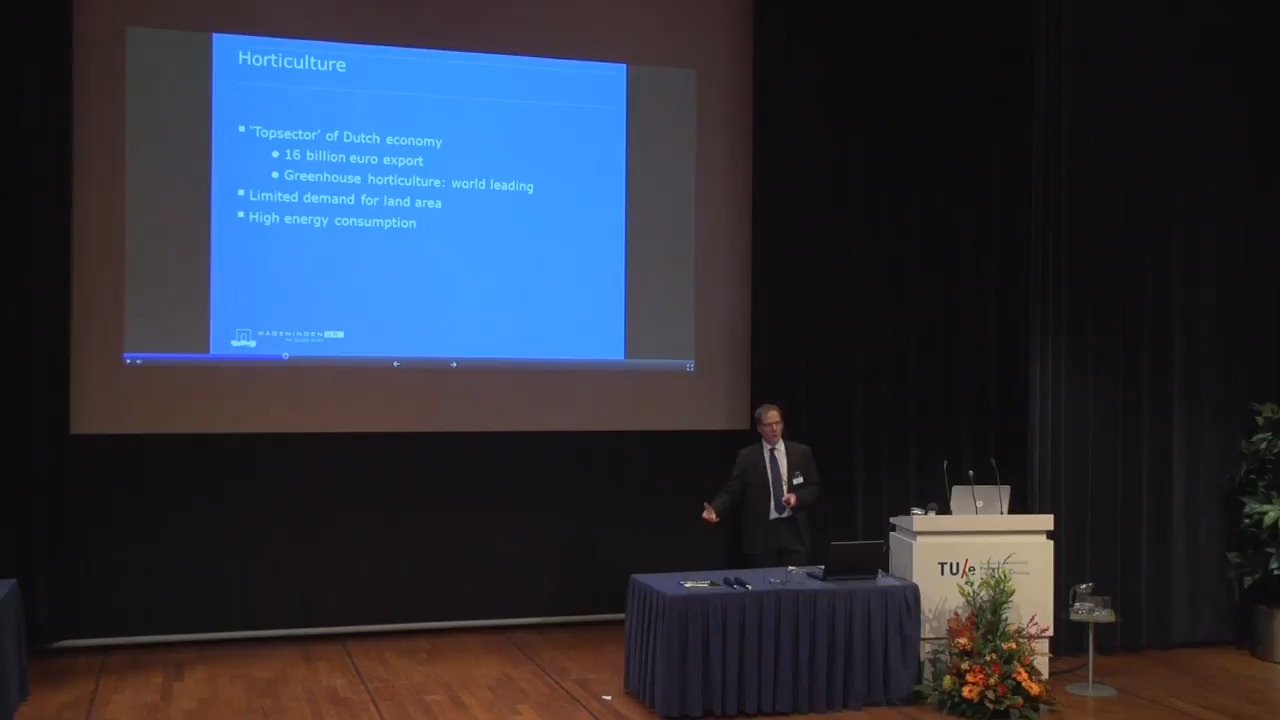 Horticulture
'Topsector' of Dutch economy
16 billion euro export
Greenhouse horticulture: world leading
Limited demand for land area
High energy consumption
WAGENINGEN UR
TU/e